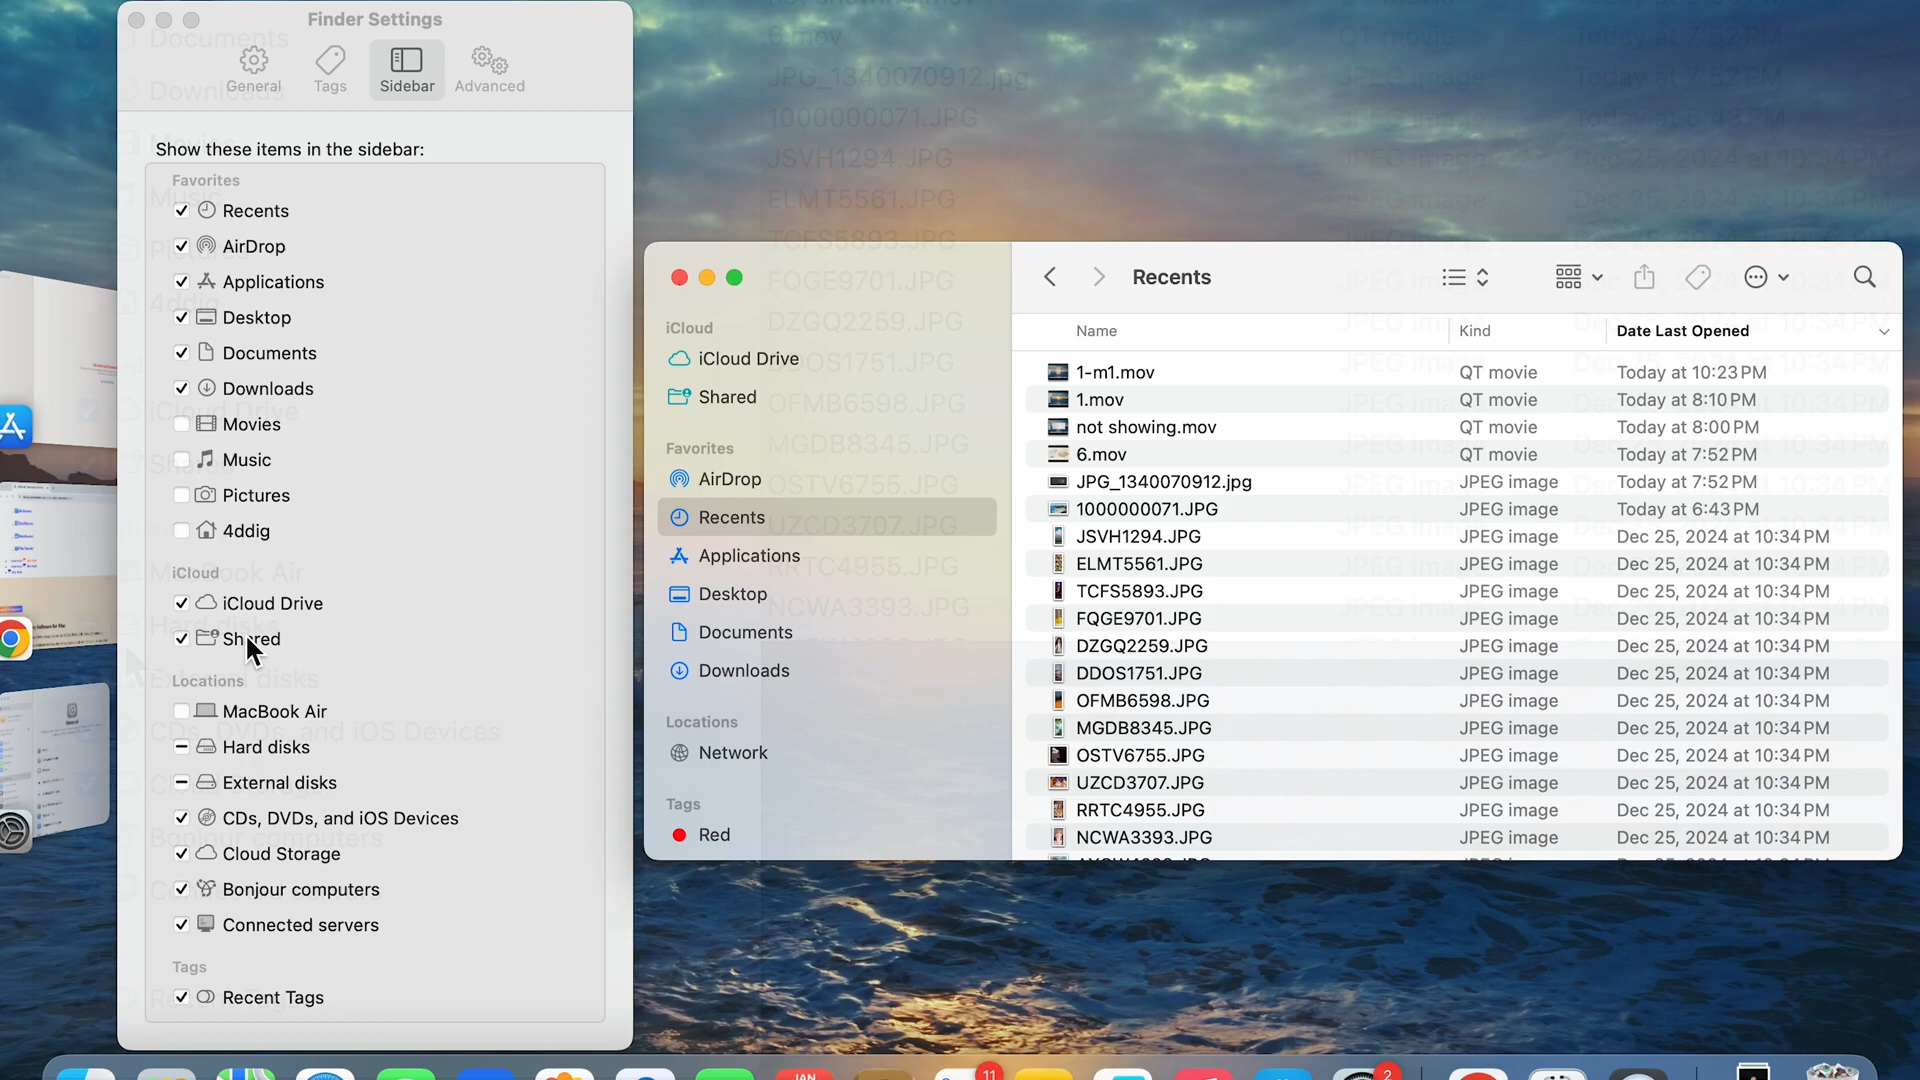 Finder Settings
General
Tags
Sidebar
Advanced
Show these items in the sidebar:
Favorites
Recents
AirDrop
Applications
Desktop
Documents
Downloads
Movies
Music
Pictures
4ddig
iCloud
iCloud Drive
Shared
Locations
MacBook Air
Hard disks
External disks
CDs, DVDs, and iOS Devices
Cloud Storage
Bonjour computers
Connected servers
Tags
Recent Tags
iCloud
iCloud Drive
Shared
Favorites
AirDrop
Recents
Applications
Desktop
Documents
Downloads
Locations
Network
Tags
Red
Recents
Name Kind Date Last Opened
1-m1.mov QT movie Today at 10:23 PM
1.mov QT movie Today at 8:10 PM
not showing.mov QT movie Today at 8:00 PM
6.mov QT movie Today at 7:52 PM
JPG_1340070912.jpg JPEG image Today at 7:52 PM
1000000071.JPG JPEG image Today at 6:43 PM
JSVH1294.JPG JPEG image Dec 25, 2024 at 10:34 PM
ELMT5561.JPG JPEG image Dec 25, 2024 at 10:34 PM
TCFS5893.JPG JPEG image Dec 25, 2024 at 10:34 PM
FQGE9701.JPG JPEG image Dec 25, 2024 at 10:34 PM
DZGQ2259.JPG JPEG image Dec 25, 2024 at 10:34 PM
DDOS1751.JPG JPEG image Dec 25, 2024 at 10:34 PM
OFMB6598.JPG JPEG image Dec 25, 2024 at 10:34 PM
MGDB8345.JPG JPEG image Dec 25, 2024 at 10:34 PM
OSTV6755.JPG JPEG image Dec 25, 2024 at 10:34 PM
UZCD3707.JPG JPEG image Dec 25, 2024 at 10:34 PM
RRTC4955.JPG JPEG image Dec 25, 2024 at 10:34 PM
NCWA3393.JPG JPEG image Dec 25, 2024 at 10:34 PM
JAN
11
2